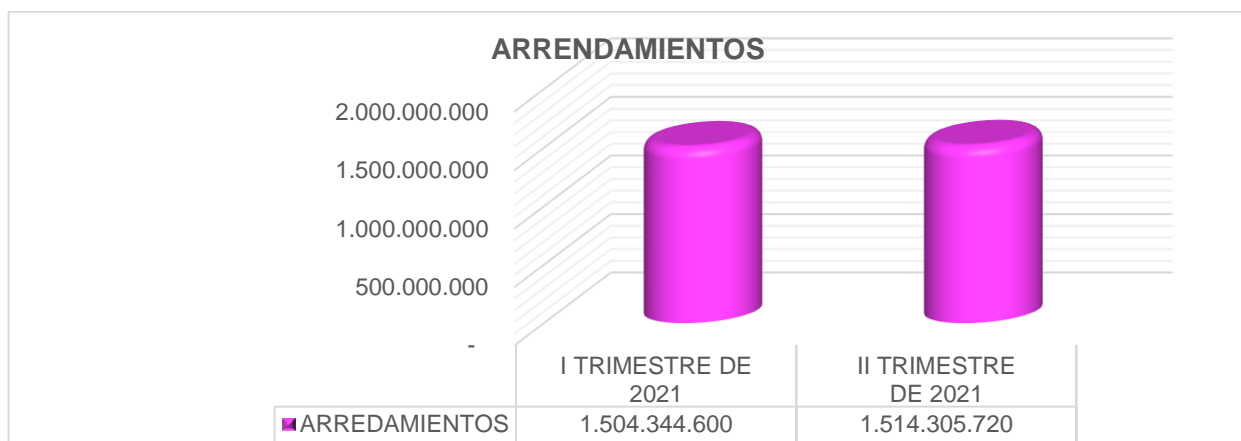 ARRENDAMIENTOS
2.000.000.000
1.500.000.000
1.000.000.000
500.000.000
-
I TRIMESTRE DE
2021
II TRIMESTRE
DE 2021
ARREDAMIENTOS 1.504.344.600 1.514.305.720